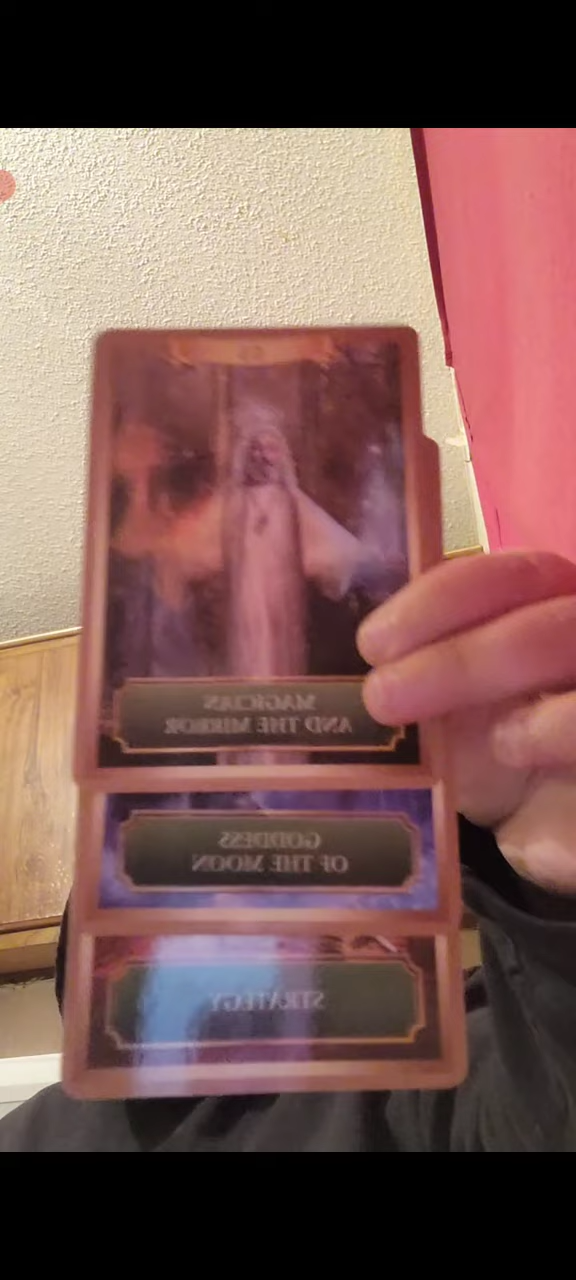 MAGICIAN
AND THE MIRROR
GODDESS
OF THE MOON
STRATEGY